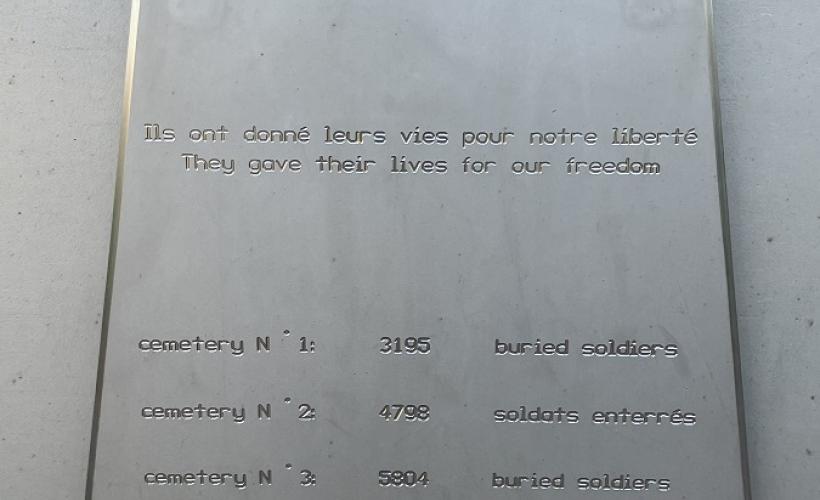 Ils ont donné leurs vies pour notre liberté
They gave their lives for our freedom
cemetery N ° 1: 3195 buried soldiers
cemetery N ° 2: 4798 soldats enterrés
cemetery N ° 3: 5804 buried soldiers